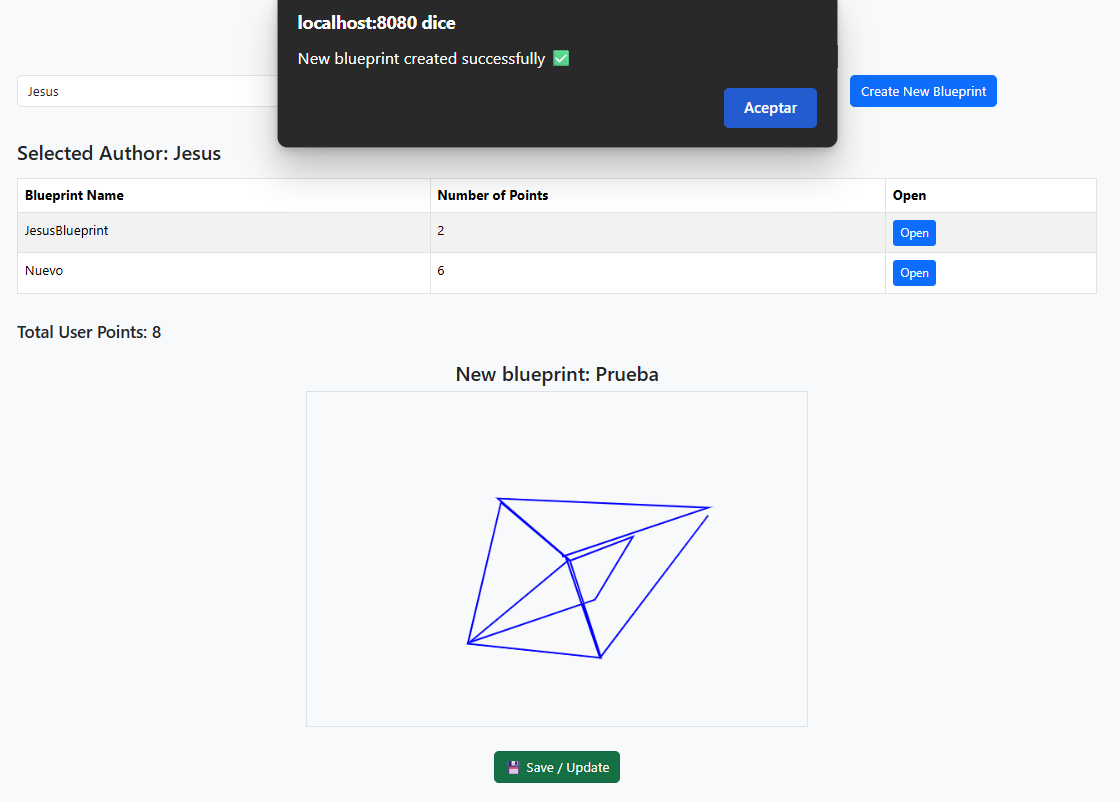 localhost:8080 dice
New blueprint created successfully ✅
Aceptar
Jesus
Create New Blueprint
Selected Author: Jesus
Blueprint Name Number of Points Open
JesusBlueprint 2 Open
Nuevo 6 Open
Total User Points: 8
New blueprint: Prueba
💾 Save / Update